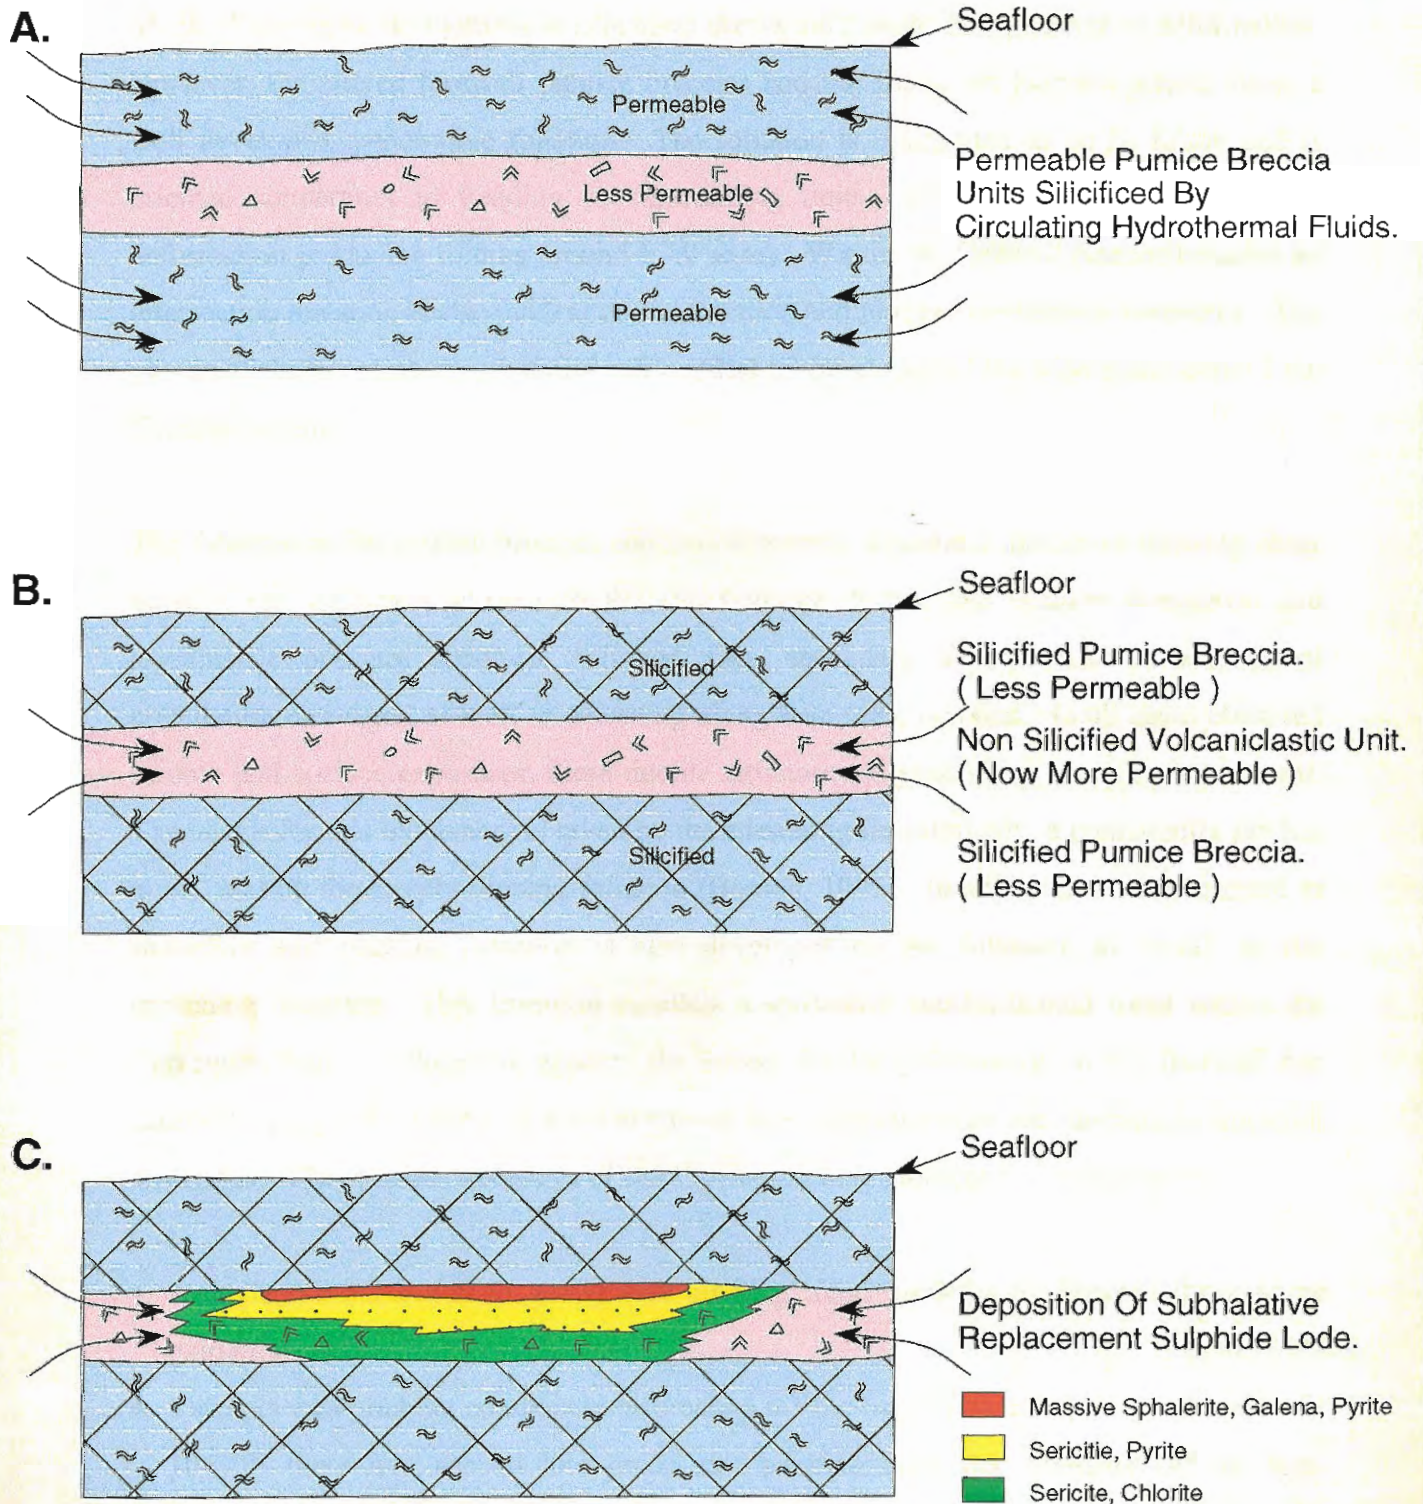 A.
Seafloor
Permeable
Less Permeable
Permeable
Permeable Pumice Breccia
Units Silicificed By
Circulating Hydrothermal Fluids.
B.
Seafloor
Silicified
Silicified Pumice Breccia.
( Less Permeable )
Non Silicified Volcaniclastic Unit.
( Now More Permeable )
Silicified
Silicified Pumice Breccia.
( Less Permeable )
C.
Seafloor
Deposition Of Subhalative
Replacement Sulphide Lode.
Massive Sphalerite, Galena, Pyrite
Sericitie, Pyrite
Sericite, Chlorite